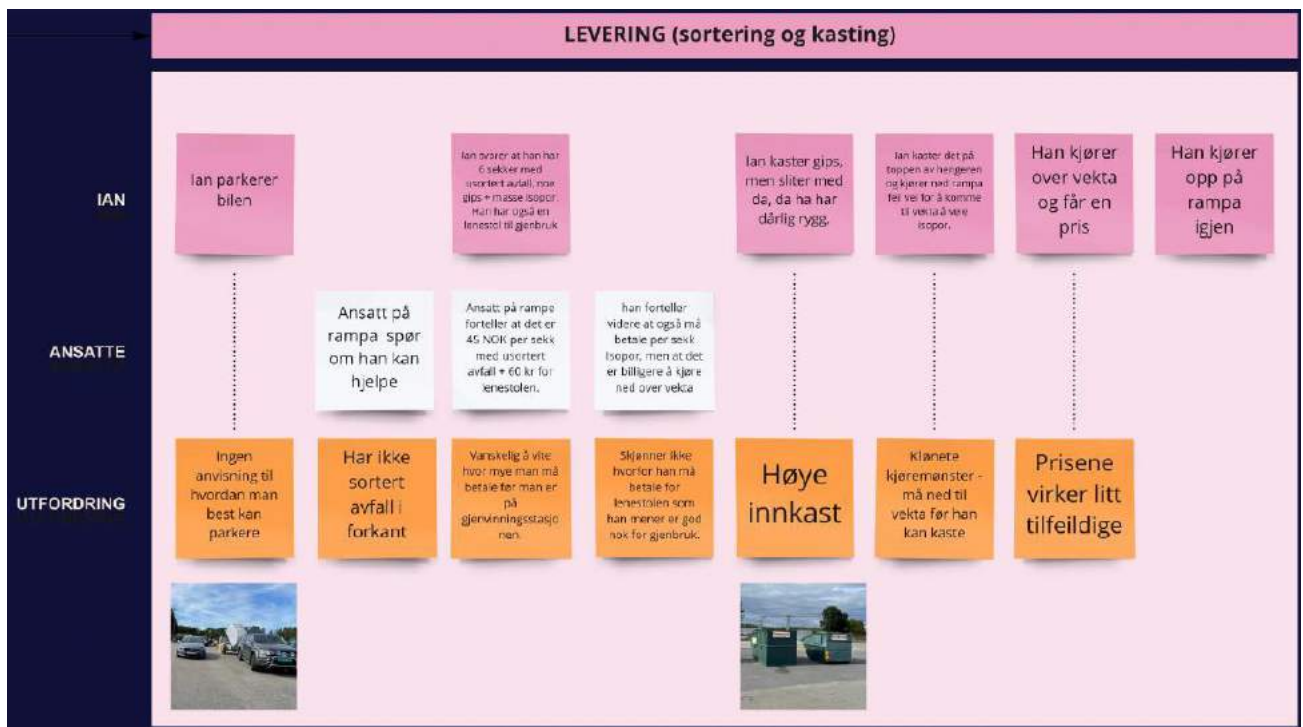 LEVERING (sortering og kasting)
IAN
Ian parkerer
bilen
Ian svarer at han har
6 sekker med
usortert avfall, noe
gips + masse isopor.
Han har også en
lenestol til gjenbruk
Ian kaster gips,
men sliter med
da, da ha har
dårlig rygg.
Ian kaster det på
toppen av hengeren
og kjører ned rampa
feil vei for å komme
til vekta å veie
isopor.
Han kjører
over vekta
og får en
pris
Han kjører
opp på
rampa
igjen
ANSATTE
Ansatt på
rampa spør
om han kan
hjelpe
Ansatt på rampe
forteller at det er
45 NOK per sekk
med usortert
avfall + 60 kr for
lenestolen.
han forteller
videre at også må
betale per sekk
Isopor, men at det
er billigere å kjøre
ned over vekta
UTFORDRING
Ingen
anvisning til
hvordan man
best kan
parkere
Har ikke
sortert
avfall i
forkant
Vanskelig å vite
hvor mye man må
betale før man er
på
gjenvinningsstasjo
nen.
Skjønner ikke
hvorfor han må
betale for
lenestolen som
han mener er god
nok for gjenbruk.
Høye
innkast
Klønete
kjøremønster -
må ned til
vekta før han
kan kaste
Prisene
virker litt
tilfeildige